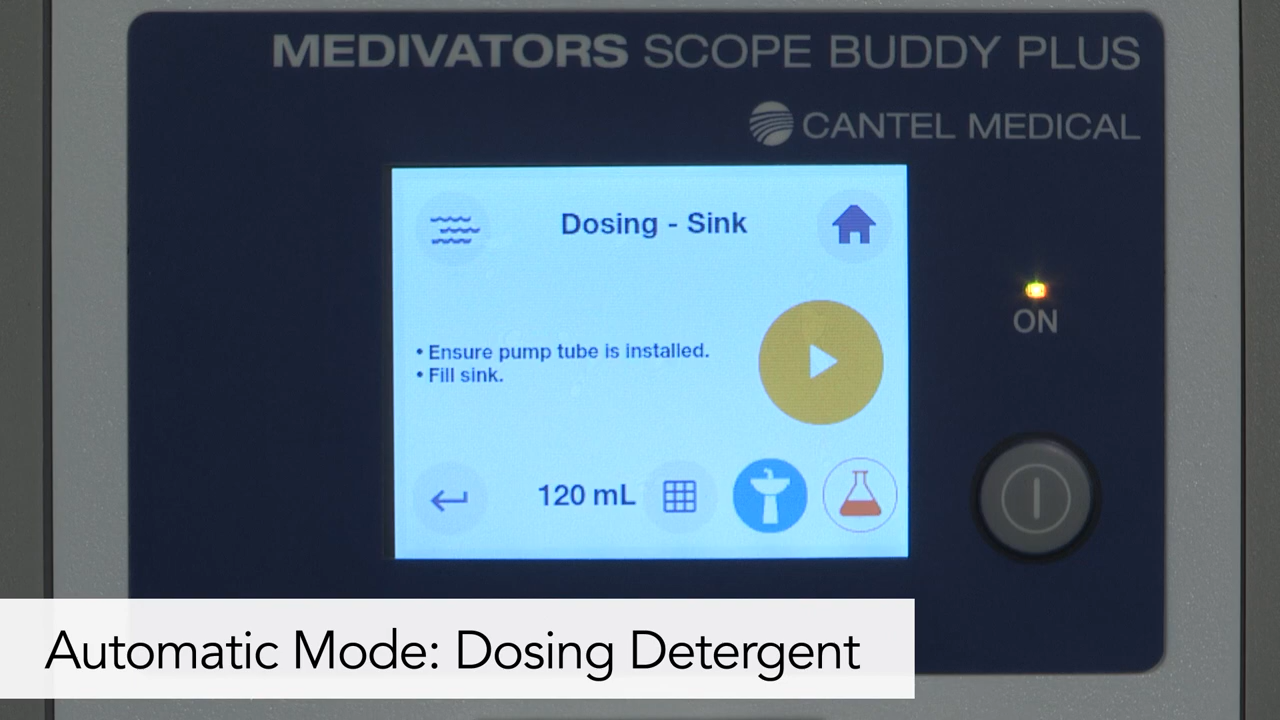 MEDIVATORS SCOPE BUDDY PLUS
CANTEL MEDICAL
Dosing - Sink
ON
• Ensure pump tube is installed.
• Fill sink.
120 mL
Automatic Mode: Dosing Detergent